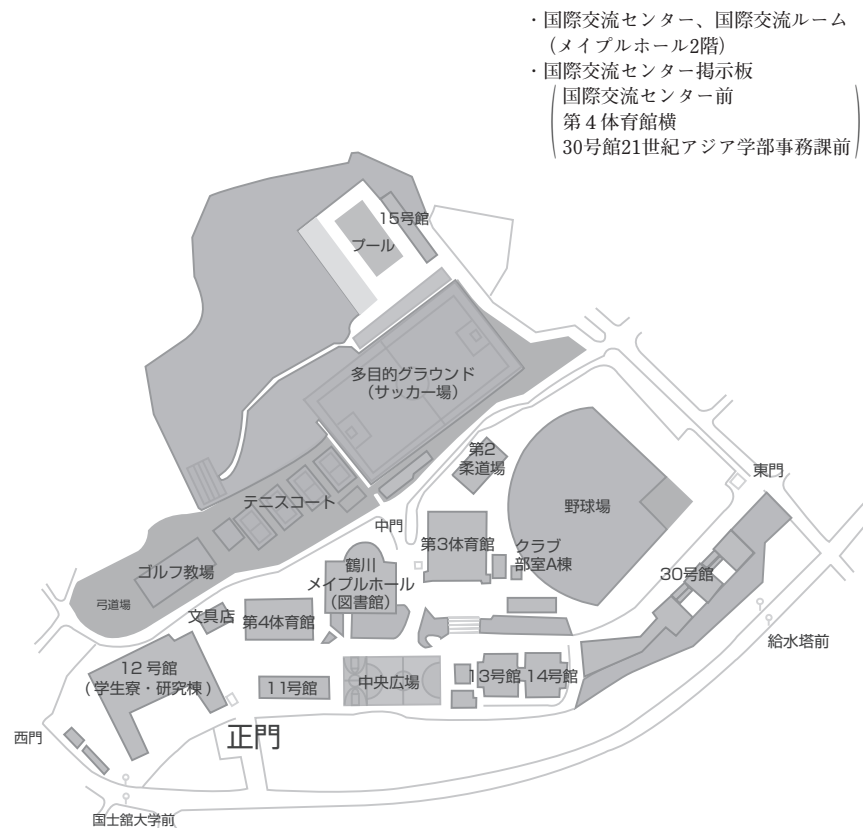 ・国際交流センター、国際交流ルーム
（メイプルホール2階）
・国際交流センター掲示板
国際交流センター前
第４体育館横
30号館21世紀アジア学部事務課前
15号館
プール
多目的グラウンド
（サッカー場）
第2
柔道場
東門
テニスコート
野球場
中門
第3体育館
クラブ
部室A棟
鶴川
メイプルホール
（図書館）
30号館
ゴルフ教場
弓道場
文具店
第4体育館
給水塔前
12号館
(学生寮・研究棟)
11号館
中央広場
13号館
14号館
西門
正門
国士舘大学前